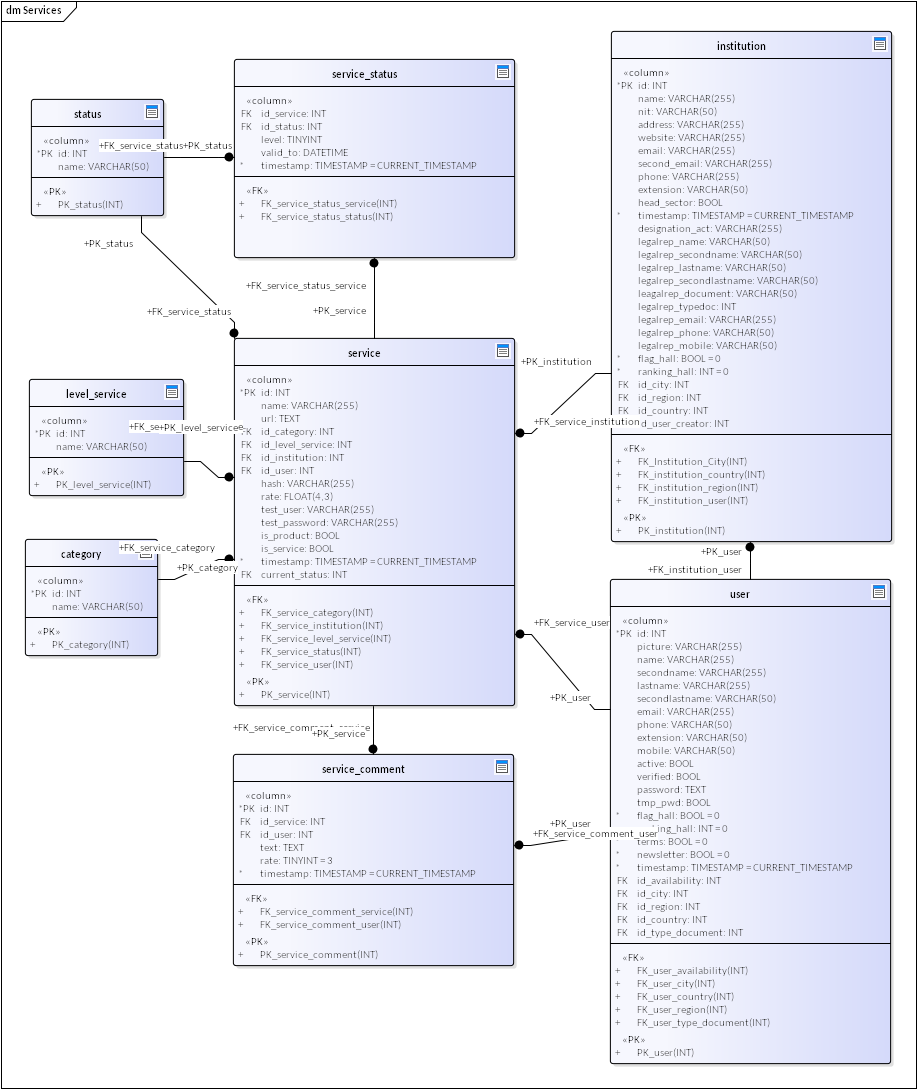 dm Services
status
«column»
*PK id: INT
name: VARCHAR(50)
«PK»
+ PK_status(INT)
+FK_service_status+PK_status
service_status
«column»
FK id_service: INT
FK id_status: INT
level: TINYINT
valid_to: DATETIME
* timestamp: TIMESTAMP = CURRENT_TIMESTAMP
«FK»
+ FK_service_status_service(INT)
+ FK_service_status_status(INT)
institution
«column»
*PK id: INT
name: VARCHAR(255)
nit: VARCHAR(50)
address: VARCHAR(255)
website: VARCHAR(255)
email: VARCHAR(255)
second_email: VARCHAR(255)
phone: VARCHAR(255)
extension: VARCHAR(50)
head_sector: BOOL
* timestamp: TIMESTAMP = CURRENT_TIMESTAMP
designation_act: VARCHAR(255)
legalrep_name: VARCHAR(50)
legalrep_secondname: VARCHAR(50)
legalrep_lastname: VARCHAR(50)
legalrep_secondlastname: VARCHAR(50)
leagalrep_document: VARCHAR(50)
legalrep_typedoc: INT
legalrep_email: VARCHAR(255)
legalrep_phone: VARCHAR(50)
legalrep_mobile: VARCHAR(50)
* flag_hall: BOOL = 0
* ranking_hall: INT = 0
FK id_city: INT
FK id_region: INT
FK id_country: INT
d_user_creator: INT
«FK»
+ FK_Institution_City(INT)
+ FK_institution_country(INT)
+ FK_institution_region(INT)
+ FK_institution_user(INT)
«PK»
+ PK_institution(INT)
+PK_status
+FK_service_status
+FK_service_status_service
+PK_service
service
«column»
*PK id: INT
name: VARCHAR(255)
url: TEXT
FK id_category: INT
FK id_level_service: INT
FK id_institution: INT
FK id_user: INT
hash: VARCHAR(255)
rate: FLOAT(4,3)
test_user: VARCHAR(255)
test_password: VARCHAR(255)
is_product: BOOL
is_service: BOOL
* timestamp: TIMESTAMP = CURRENT_TIMESTAMP
FK current_status: INT
«FK»
+ FK_service_category(INT)
+ FK_service_institution(INT)
+ FK_service_level_service(INT)
+ FK_service_status(INT)
+ FK_service_user(INT)
«PK»
+ PK_service(INT)
+PK_institution
+FK_service_institution
level_service
«column»
*PK id: INT
name: VARCHAR(50)
«PK»
+ PK_level_service(INT)
+FK_se+PK_level_service
category
«column»
*PK id: INT
name: VARCHAR(50)
«PK»
+ PK_category(INT)
+FK_service_category
+PK_category
+PK_user
+FK_institution_user
+FK_service_user
+PK_user
user
«column»
*PK id: INT
picture: VARCHAR(255)
name: VARCHAR(255)
secondname: VARCHAR(255)
lastname: VARCHAR(255)
secondlastname: VARCHAR(50)
email: VARCHAR(255)
phone: VARCHAR(50)
extension: VARCHAR(50)
mobile: VARCHAR(50)
active: BOOL
verified: BOOL
password: TEXT
tmp_pwd: BOOL
* flag_hall: BOOL = 0
ing_hall: INT = 0
* terms: BOOL = 0
* newsletter: BOOL = 0
* timestamp: TIMESTAMP = CURRENT_TIMESTAMP
FK id_availability: INT
FK id_city: INT
FK id_region: INT
FK id_country: INT
FK id_type_document: INT
«FK»
+ FK_user_availability(INT)
+ FK_user_city(INT)
+ FK_user_country(INT)
+ FK_user_region(INT)
+ FK_user_type_document(INT)
«PK»
+ PK_user(INT)
+FK_service_comment_service
+PK_service
service_comment
«column»
*PK id: INT
FK id_service: INT
FK id_user: INT
text: TEXT
rate: TINYINT = 3
* timestamp: TIMESTAMP = CURRENT_TIMESTAMP
«FK»
+ FK_service_comment_service(INT)
+ FK_service_comment_user(INT)
«PK»
+ PK_service_comment(INT)
+PK_user
+FK_service_comment_user